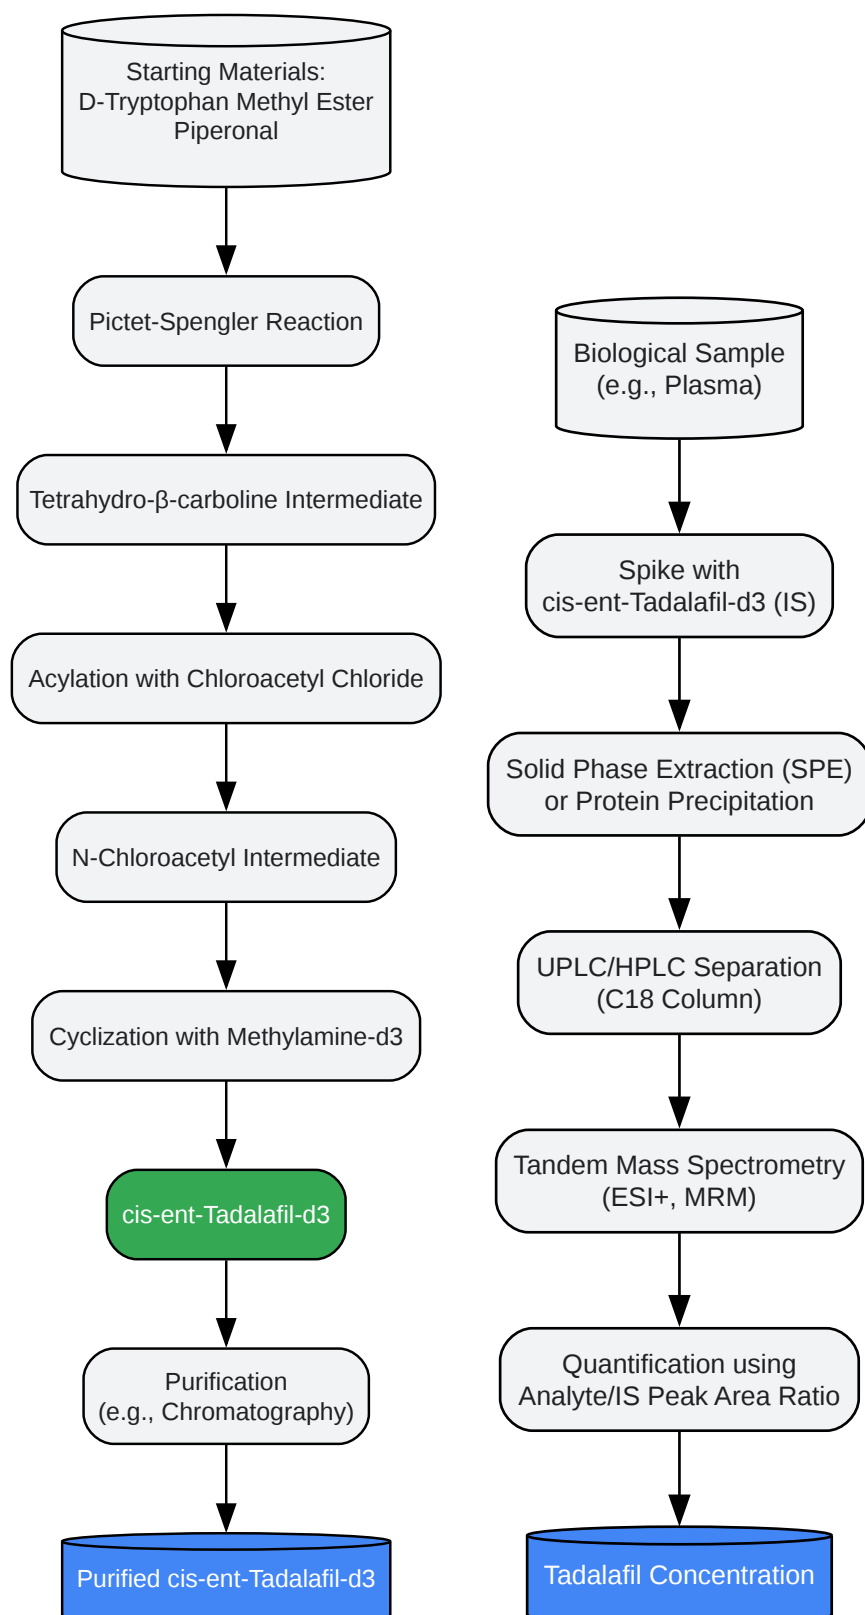 Starting Materials:
D-Tryptophan Methyl Ester
Piperonal
Pictet-Spengler Reaction
Tetrahydro-β-carboline Intermediate
Acylation with Chloroacetyl Chloride
N-Chloroacetyl Intermediate
Cyclization with Methylamine-d3
cis-ent-Tadalafil-d3
Purification
(e.g., Chromatography)
Purified cis-ent-Tadalafil-d3
Biological Sample
(e.g., Plasma)
Spike with
cis-ent-Tadalafil-d3 (IS)
Solid Phase Extraction (SPE)
or Protein Precipitation
UPLC/HPLC Separation
(C18 Column)
Tandem Mass Spectrometry
(ESI+, MRM)
Quantification using
Analyte/IS Peak Area Ratio
Tadalafil Concentration